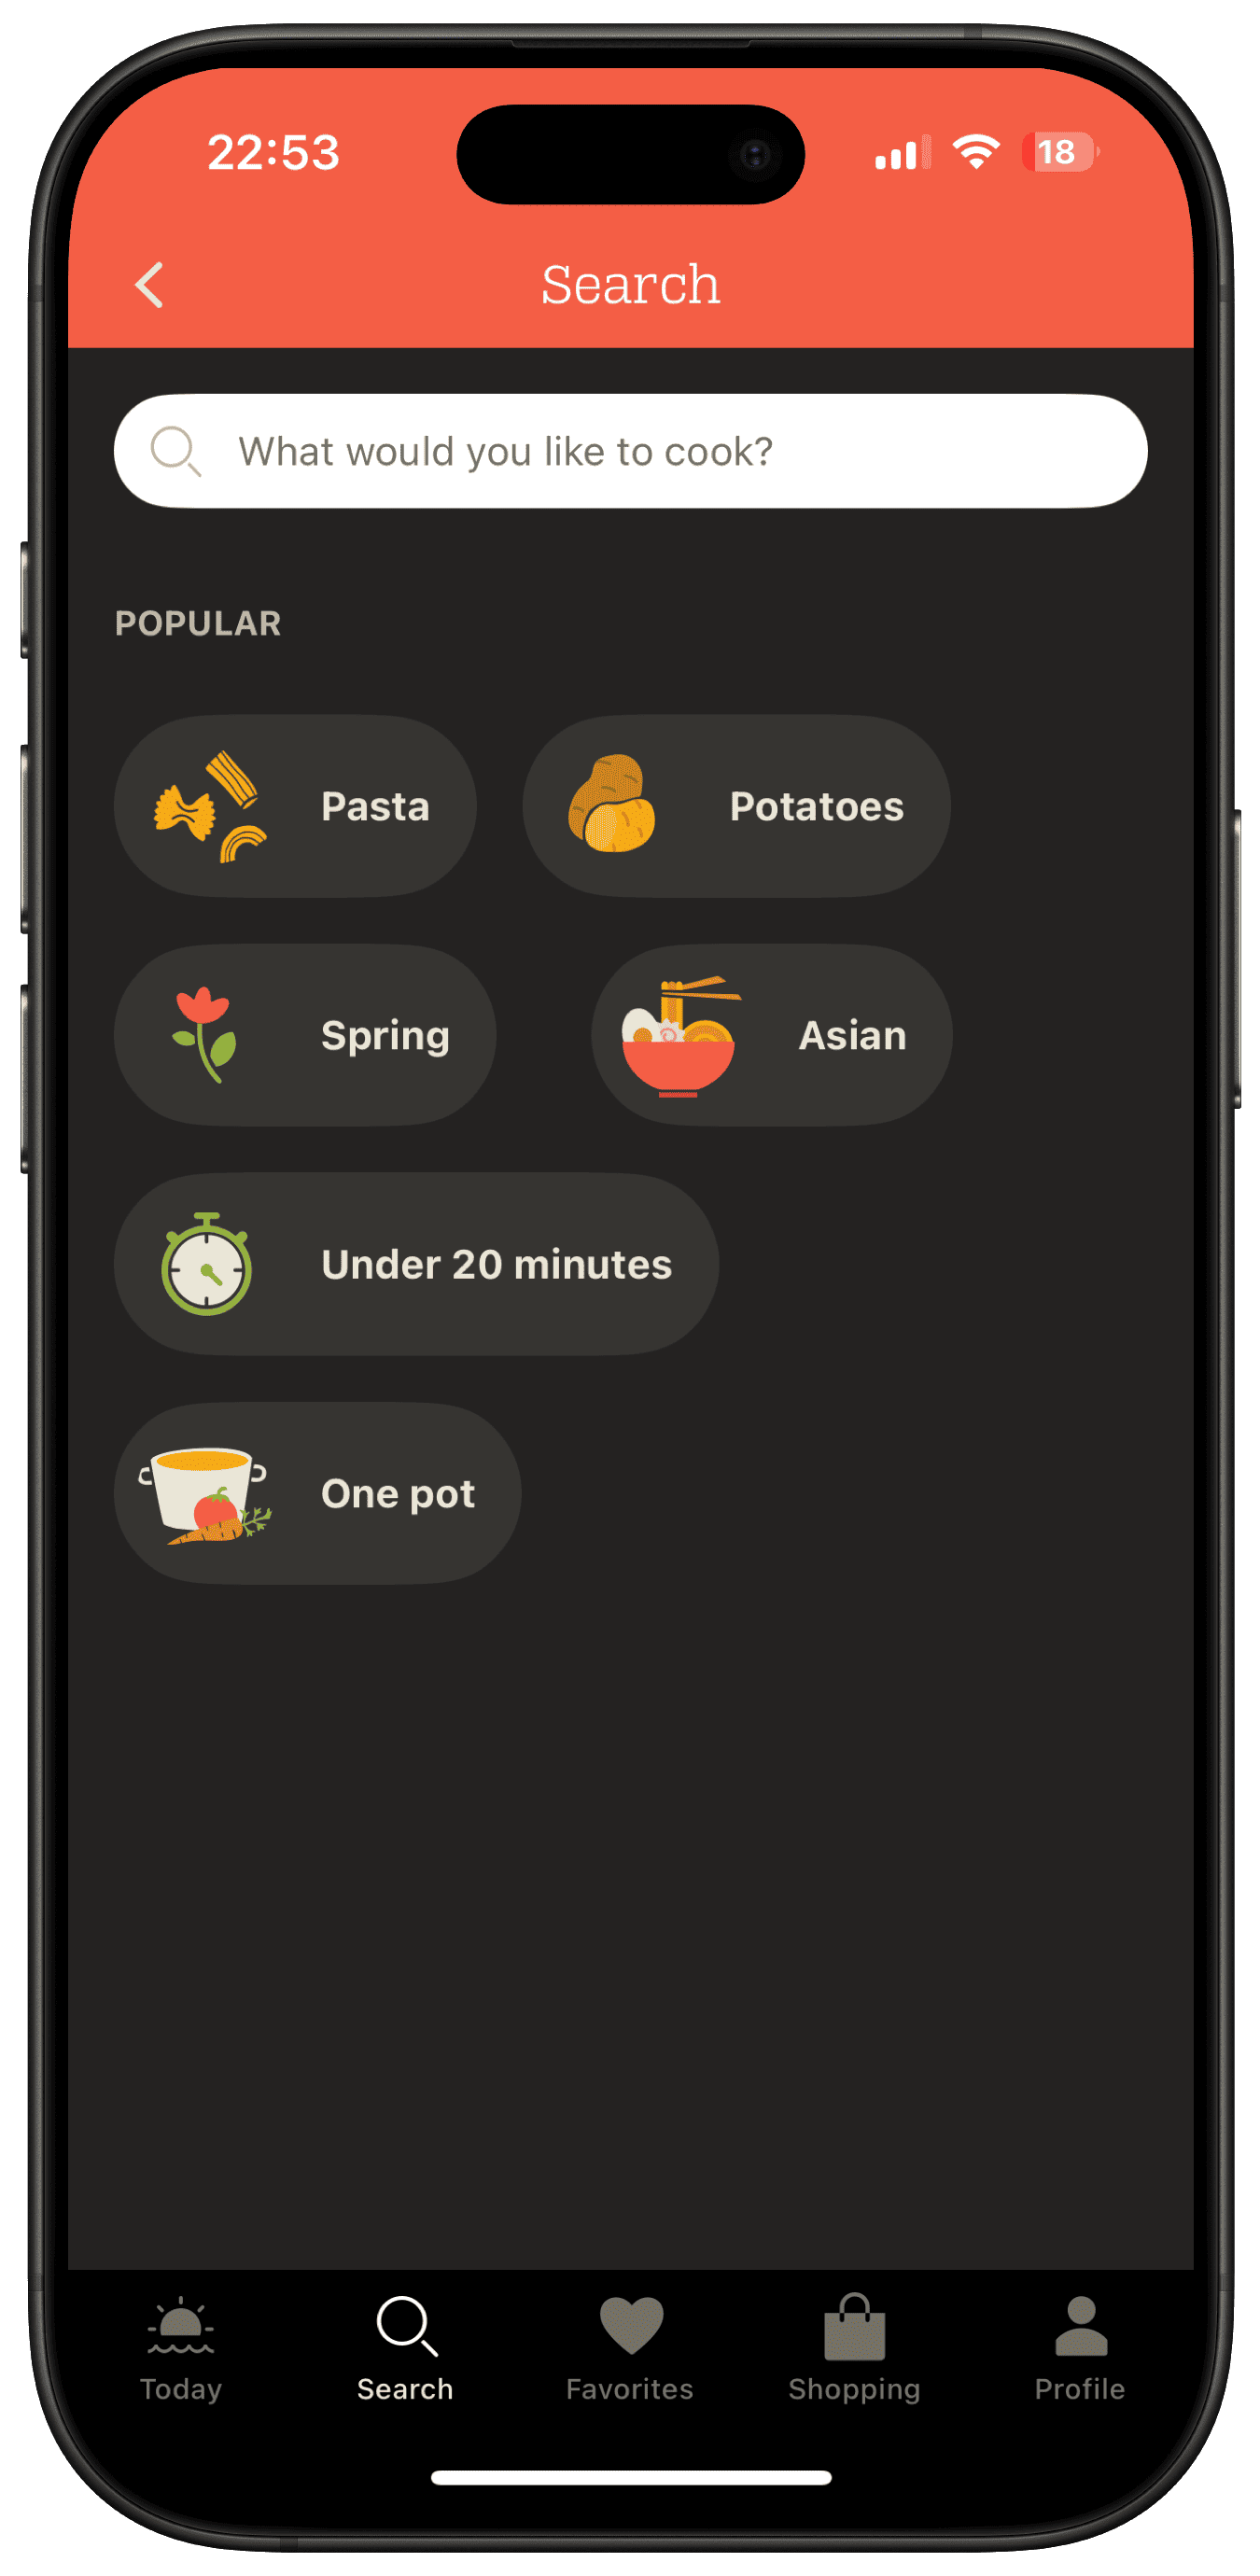 22:53
18
Search
What would you like to cook?
POPULAR
Pasta
Potatoes
Spring
Asian
Under 20 minutes
One pot
Today
Search
Favorites
Shopping
Profile